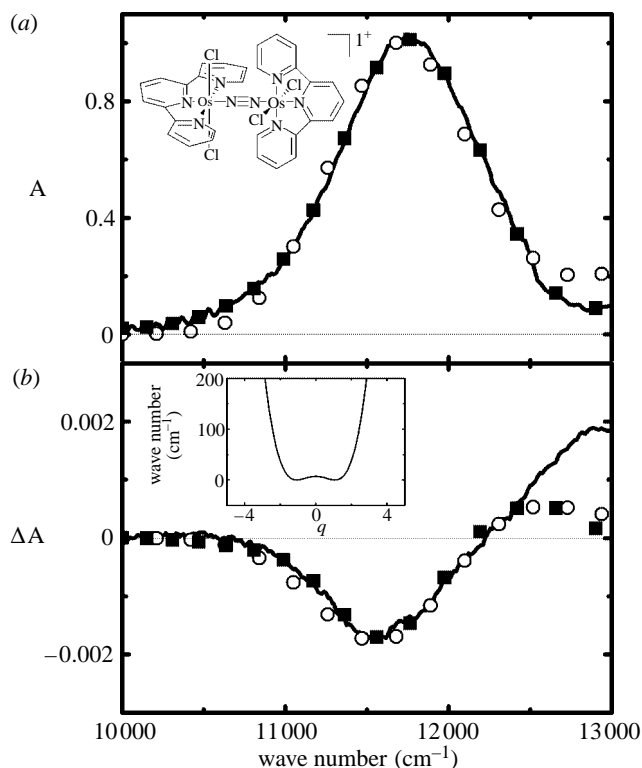 (a)
1+
Cl
N
N
N
Os
N≡N
Os
Cl
N
N
Cl
N
Cl
0.8
A
0.4
0
(b)
200
wave number
(cm−1)
100
0
−4
0
4
q
0.002
ΔA
0
−0.002
10000
11000
12000
13000
wave number (cm−1)